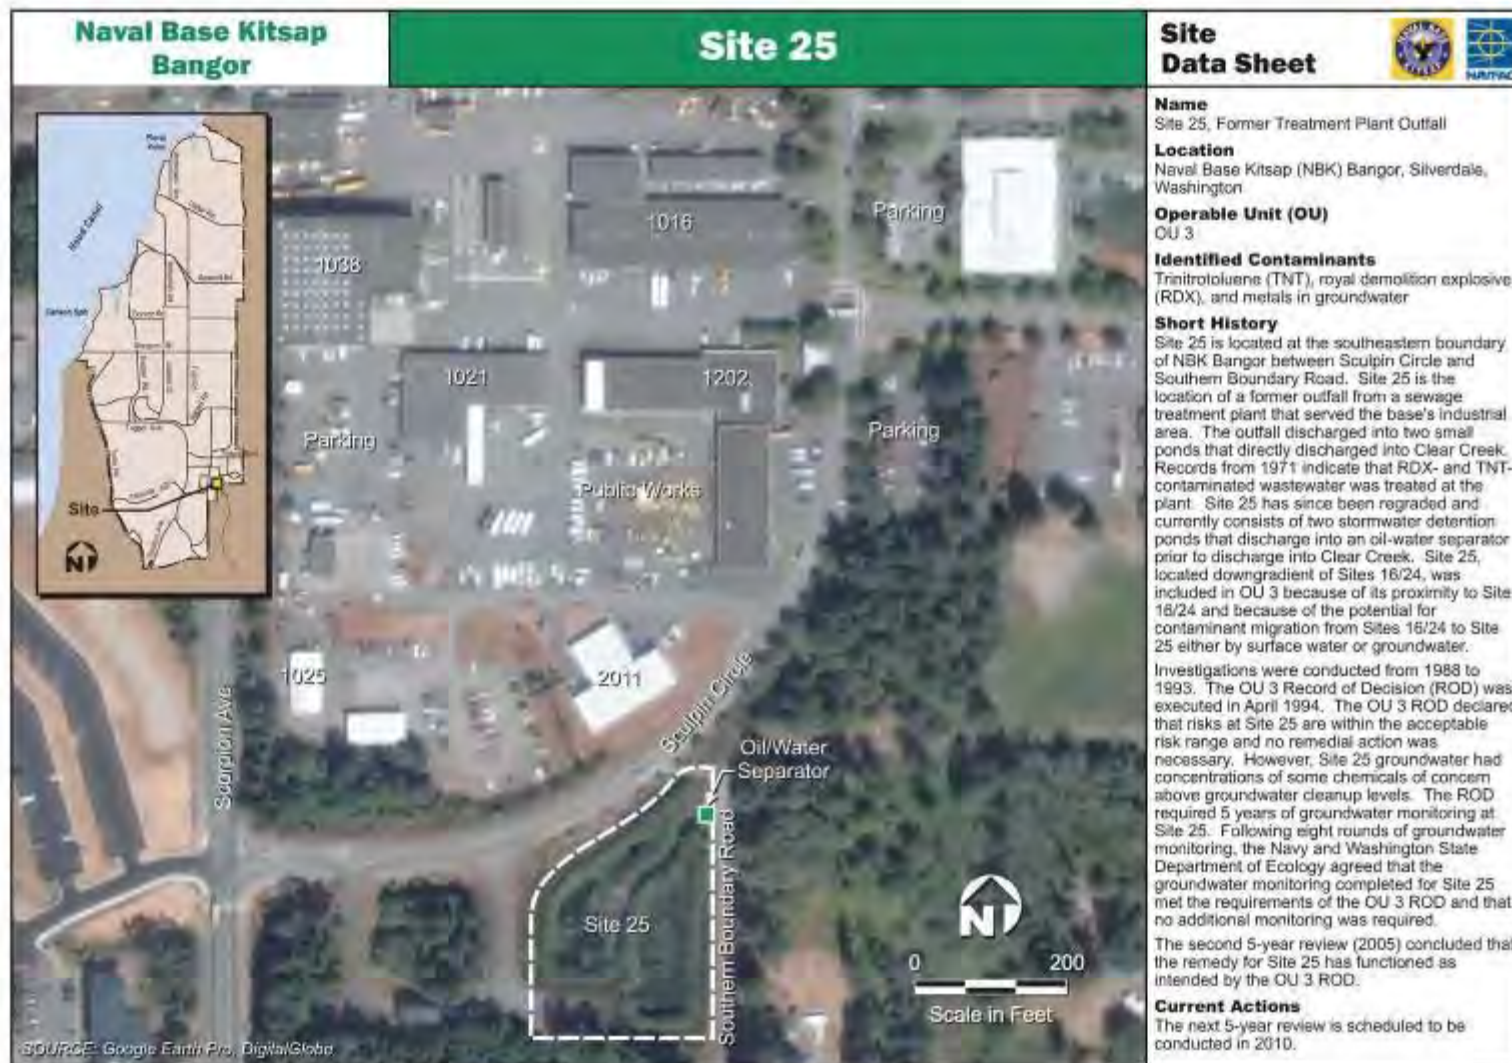 Naval Base Kitsap
Bangor
Site 25
Site
Data Sheet
NAVFAC
Name
Site 25, Former Treatment Plant Outfall
Location
Naval Base Kitsap (NBK) Bangor, Silverdale,
Washington
Operable Unit (OU)
OU 3
Identified Contaminants
Trinitrotoluene (TNT), royal demolition explosive
(RDX), and metals in groundwater
Short History
Site 25 is located at the southeastern boundary
of NBK Bangor between Sculpin Circle and
Southern Boundary Road. Site 25 is the
location of a former outfall from a sewage
treatment plant that served the base's industrial
area. The outfall discharged into two small
ponds that directly discharged into Clear Creek.
Records from 1971 indicate that RDX- and TNT-
contaminated wastewater was treated at the
plant. Site 25 has since been regraded and
currently consists of two stormwater detention
ponds that discharge into an oil-water separator
prior to discharge into Clear Creek. Site 25,
located downgradient of Sites 16/24, was
included in OU 3 because of its proximity to Site
16/24 and because of the potential for
contaminant migration from Sites 16/24 to Site
25 either by surface water or groundwater.
Investigations were conducted from 1988 to
1993. The OU 3 Record of Decision (ROD) was
executed in April 1994. The OU 3 ROD declared
that risks at Site 25 are within the acceptable
risk range and no remedial action was
necessary. However, Site 25 groundwater had
concentrations of some chemicals of concern
above groundwater cleanup levels. The ROD
required 5 years of groundwater monitoring at
Site 25. Following eight rounds of groundwater
monitoring, the Navy and Washington State
Department of Ecology agreed that the
groundwater monitoring completed for Site 25
met the requirements of the OU 3 ROD and that
no additional monitoring was required.
The second 5-year review (2005) concluded that
the remedy for Site 25 has functioned as
intended by the OU 3 ROD.
Current Actions
The next 5-year review is scheduled to be
conducted in 2010.
Hood Canal
Site
N
1038
1016
Parking
1021
1202
Parking
Parking
Public Works
1025
2011
Scorpion Ave
Sculpin Circle
Oil/Water
Separator
Southern Boundary Road
Site 25
N
0 200
Scale in Feet
SOURCE: Google Earth Pro, DigitalGlobe